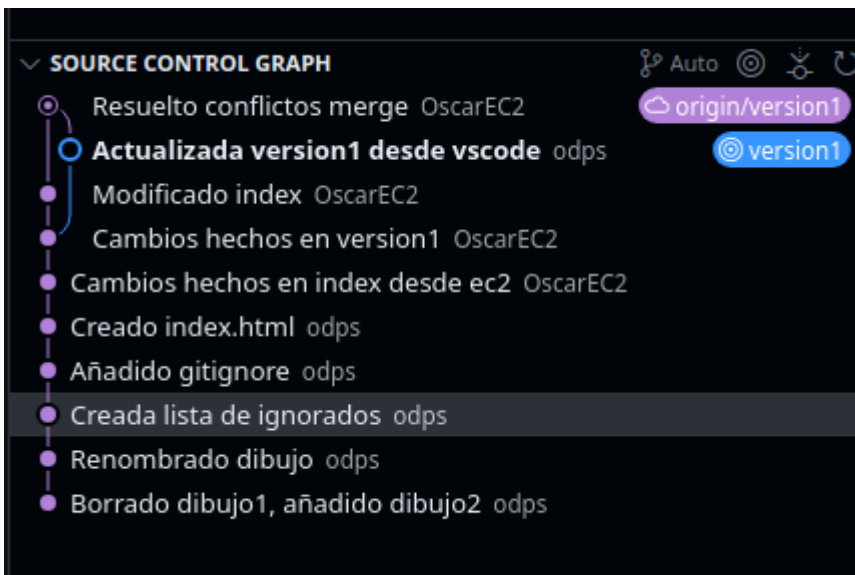 SOURCE CONTROL GRAPH Auto
Resuelto conflictos merge OscarEC2 origin/version1
Actualizada version1 desde vscode odps version1
Modificado index OscarEC2
Cambios hechos en version1 OscarEC2
Cambios hechos en index desde ec2 OscarEC2
Creado index.html odps
Añadido gitignore odps
Creada lista de ignorados odps
Renombrado dibujo odps
Borrado dibujo1, añadido dibujo2 odps